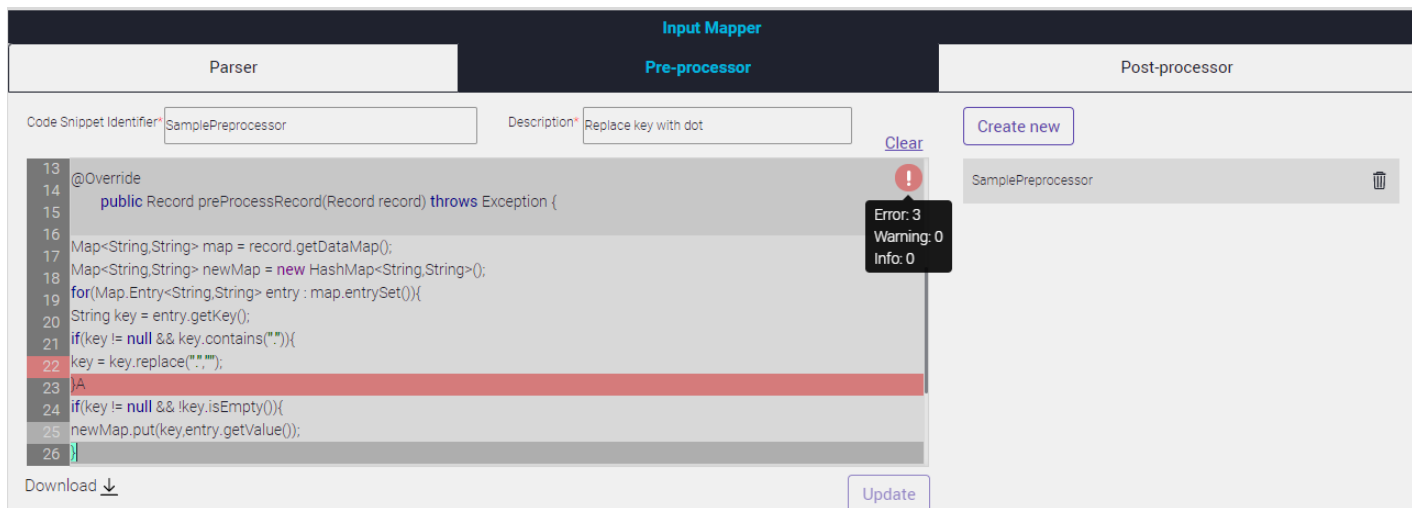 Input Mapper
Parser
Pre-processor
Post-processor
Code Snippet Identifier* SamplePreprocessor
Description* Replace key with dot
Clear
Create new
SamplePreprocessor
13
14 @Override
15 public Record preProcessRecord(Record record) throws Exception {
16
17 Map<String,String> map = record.getDataMap();
18 Map<String,String> newMap = new HashMap<String,String>();
19 for(Map.Entry<String,String> entry : map.entrySet()){
20 String key = entry.getKey();
21 if(key != null && key.contains(".")){
22 key = key.replace(".","");
23 }A
24 if(key != null && !key.isEmpty()){
25 newMap.put(key,entry.getValue());
26 }
!
Error: 3
Warning: 0
Info: 0
Download
Update